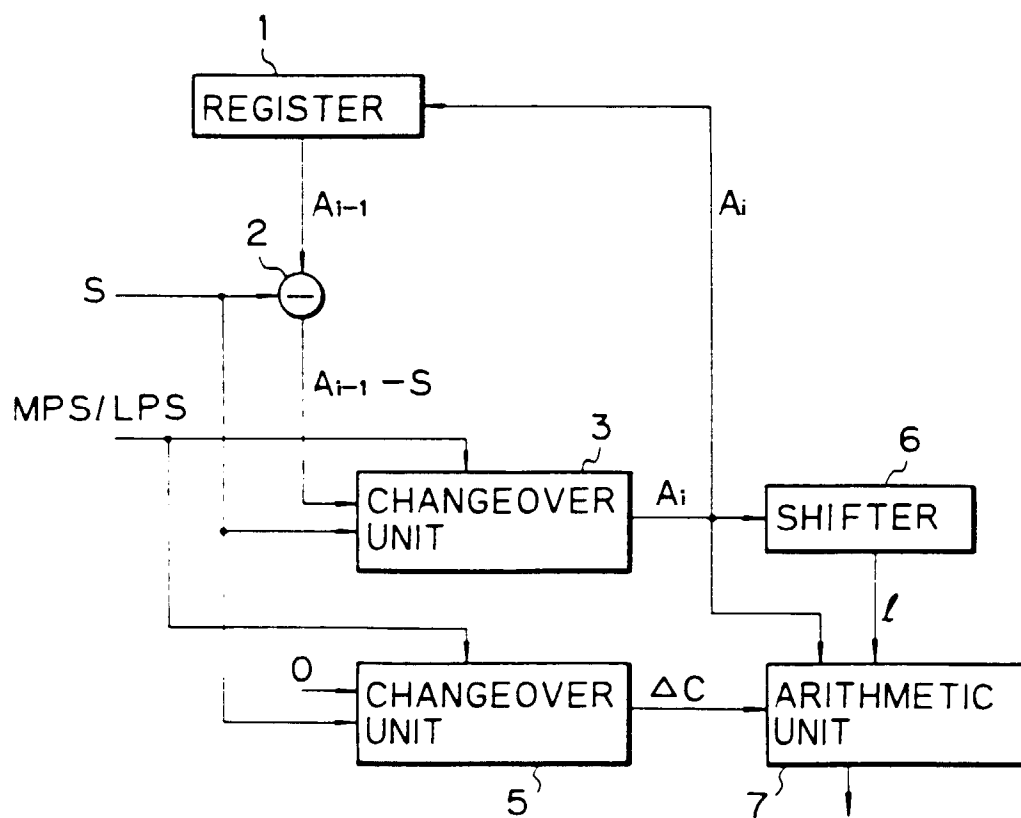 1
REGISTER
Ai-1
Ai
2
S
−
Ai-1 -S
MPS/LPS
3
6
CHANGEOVER
UNIT
Ai
SHIFTER
l
0
CHANGEOVER
UNIT
ΔC
ARITHMETIC
UNIT
5
7